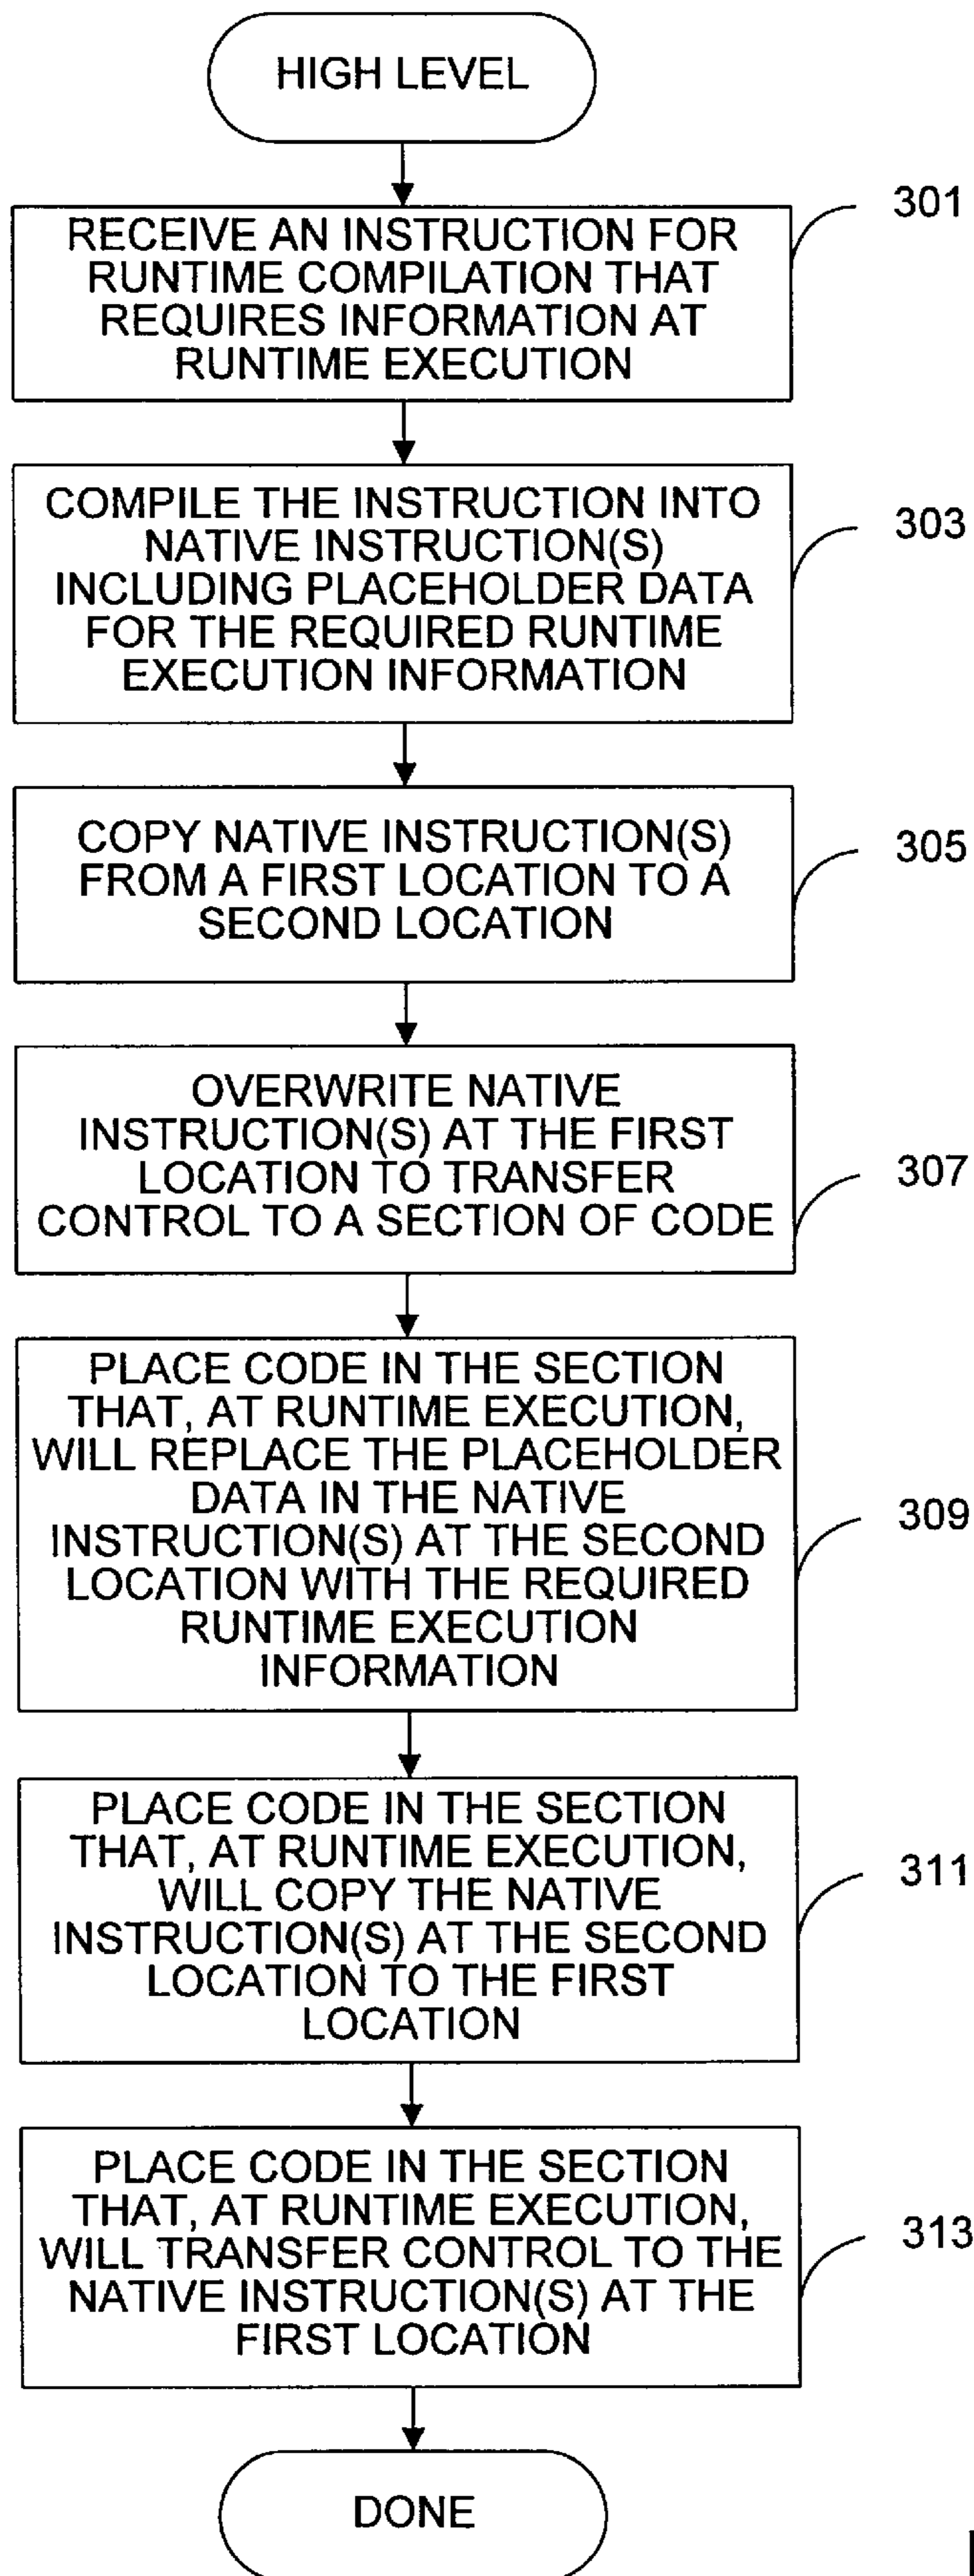 HIGH LEVEL
301
RECEIVE AN INSTRUCTION FOR
RUNTIME COMPILATION THAT
REQUIRES INFORMATION AT
RUNTIME EXECUTION
303
COMPILE THE INSTRUCTION INTO
NATIVE INSTRUCTION(S)
INCLUDING PLACEHOLDER DATA
FOR THE REQUIRED RUNTIME
EXECUTION INFORMATION
305
COPY NATIVE INSTRUCTION(S)
FROM A FIRST LOCATION TO A
SECOND LOCATION
307
OVERWRITE NATIVE
INSTRUCTION(S) AT THE FIRST
LOCATION TO TRANSFER
CONTROL TO A SECTION OF CODE
309
PLACE CODE IN THE SECTION
THAT, AT RUNTIME EXECUTION,
WILL REPLACE THE PLACEHOLDER
DATA IN THE NATIVE
INSTRUCTION(S) AT THE SECOND
LOCATION WITH THE REQUIRED
RUNTIME EXECUTION
INFORMATION
311
PLACE CODE IN THE SECTION
THAT, AT RUNTIME EXECUTION,
WILL COPY THE NATIVE
INSTRUCTION(S) AT THE SECOND
LOCATION TO THE FIRST
LOCATION
313
PLACE CODE IN THE SECTION
THAT, AT RUNTIME EXECUTION,
WILL TRANSFER CONTROL TO THE
NATIVE INSTRUCTION(S) AT THE
FIRST LOCATION
DONE